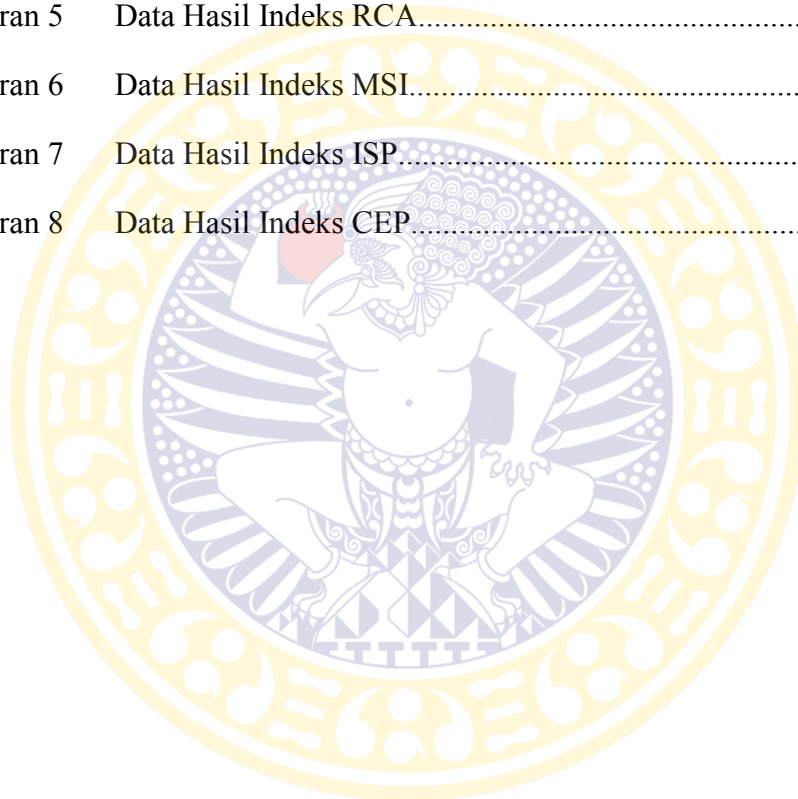 ran 5 Data Hasil Indeks RCA..........................................................
ran 6 Data Hasil Indeks MSI...........................................................
ran 7 Data Hasil Indeks ISP............................................................
ran 8 Data Hasil Indeks CEP..........................................................